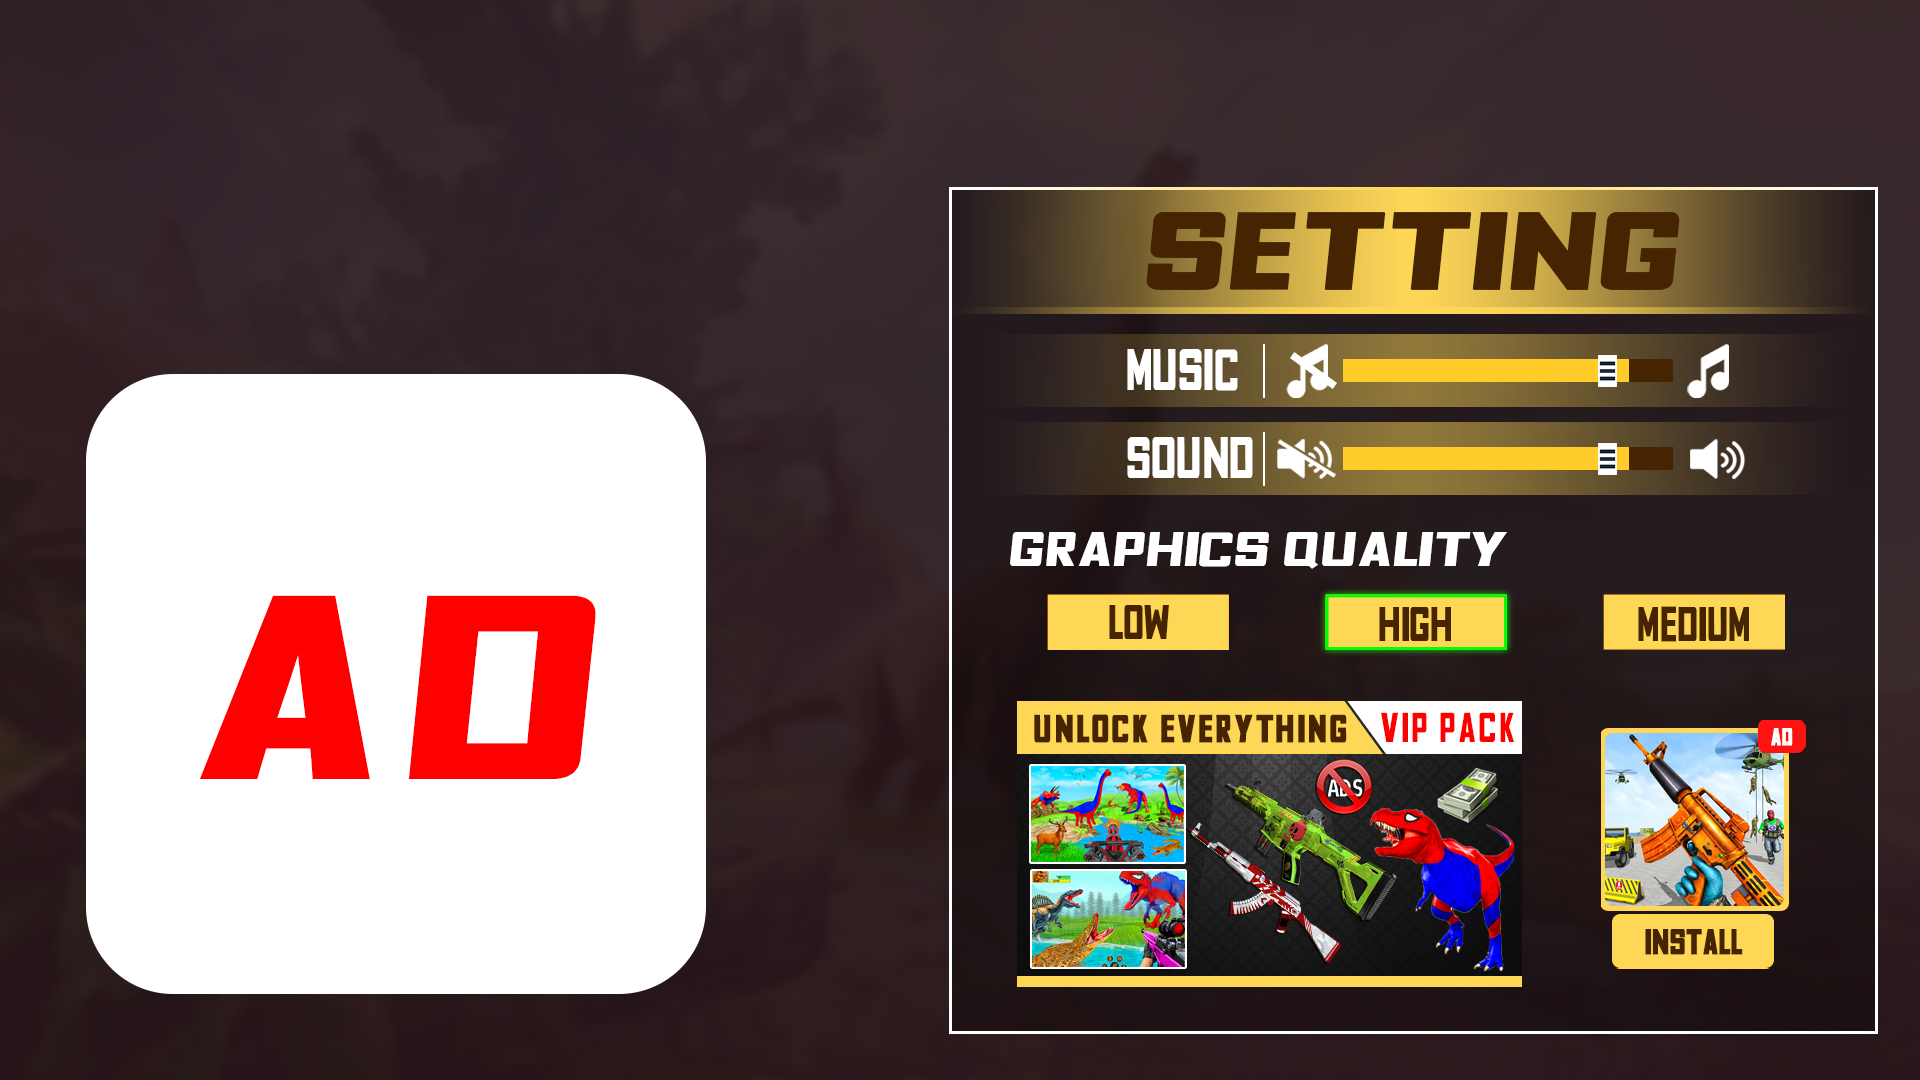 SETTING
MUSIC
SOUND
GRAPHICS QUALITY
LOW
HIGH
MEDIUM
AD
UNLOCK EVERYTHING
VIP PACK
AD
ADS
INSTALL